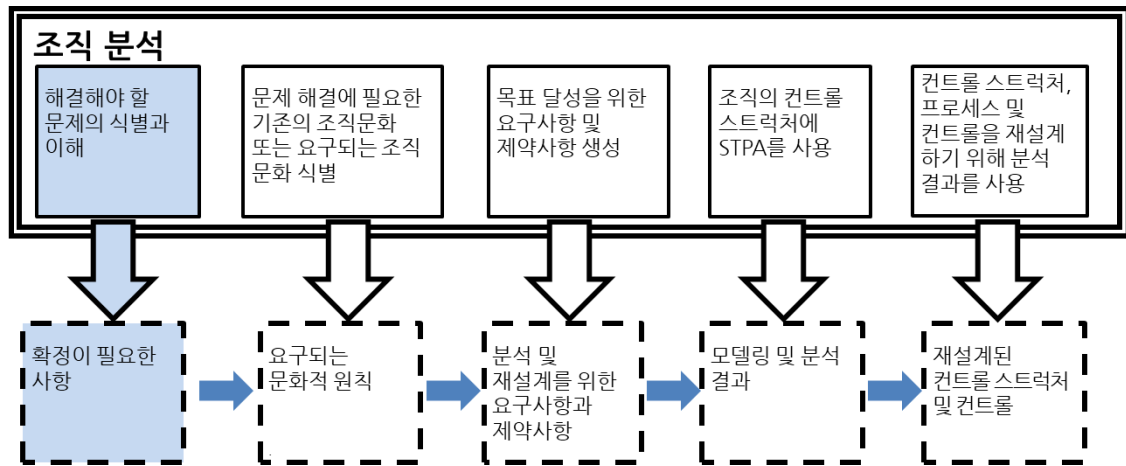 조직 분석
해결해야 할
문제의 식별과
이해
문제 해결에 필요한
기존의 조직문화
또는 요구되는 조직
문화 식별
목표 달성을 위한
요구사항 및
제약사항 생성
조직의 컨트롤
스트럭처에
STPA를 사용
컨트롤 스트럭처,
프로세스 및
컨트롤을 재설계
하기 위해 분석
결과를 사용
확정이 필요한
사항
요구되는
문화적 원칙
분석 및
재설계를 위한
요구사항과
제약사항
모델링 및 분석
결과
재설계된
컨트롤 스트럭처
및 컨트롤